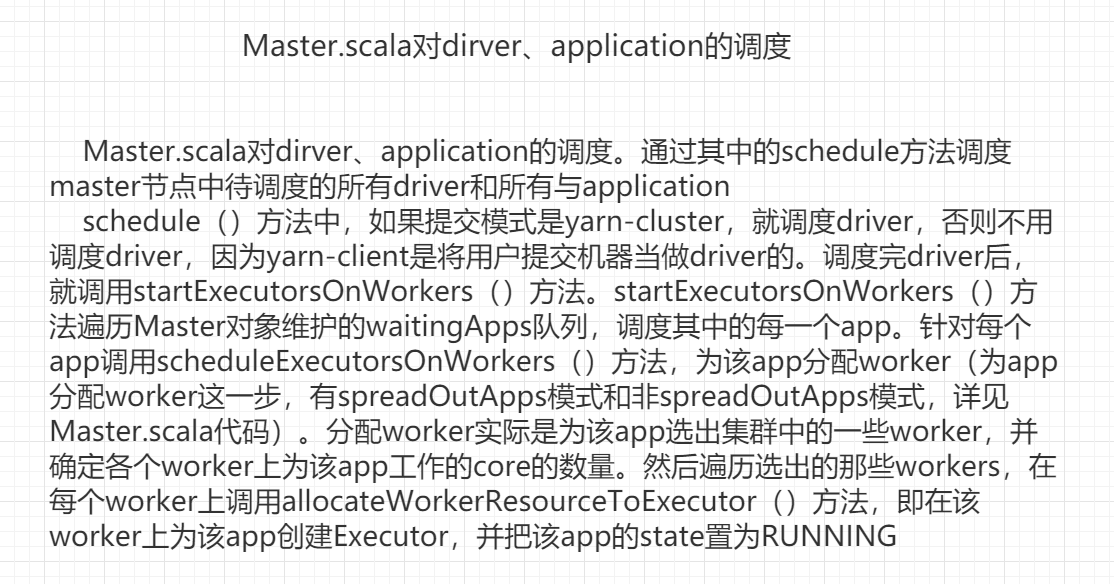 Master.scala对dirver、application的调度
Master.scala对dirver、application的调度。通过其中的schedule方法调度
master节点中待调度的所有driver和所有与application
schedule（）方法中，如果提交模式是yarn-cluster，就调度driver，否则不用
调度driver，因为yarn-client是将用户提交机器当做driver的。调度完driver后，
就调用startExecutorsOnWorkers（）方法。startExecutorsOnWorkers（）方
法遍历Master对象维护的waitingApps队列，调度其中的每一个app。针对每个
app调用scheduleExecutorsOnWorkers（）方法，为该app分配worker（为app
分配worker这一步，有spreadOutApps模式和非spreadOutApps模式，详见
Master.scala代码）。分配worker实际是为该app选出集群中的一些worker，并
确定各个worker上为该app工作的core的数量。然后遍历选出的那些workers，在
每个worker上调用allocateWorkerResourceToExecutor（）方法，即在该
worker上为该app创建Executor，并把该app的state置为RUNNING